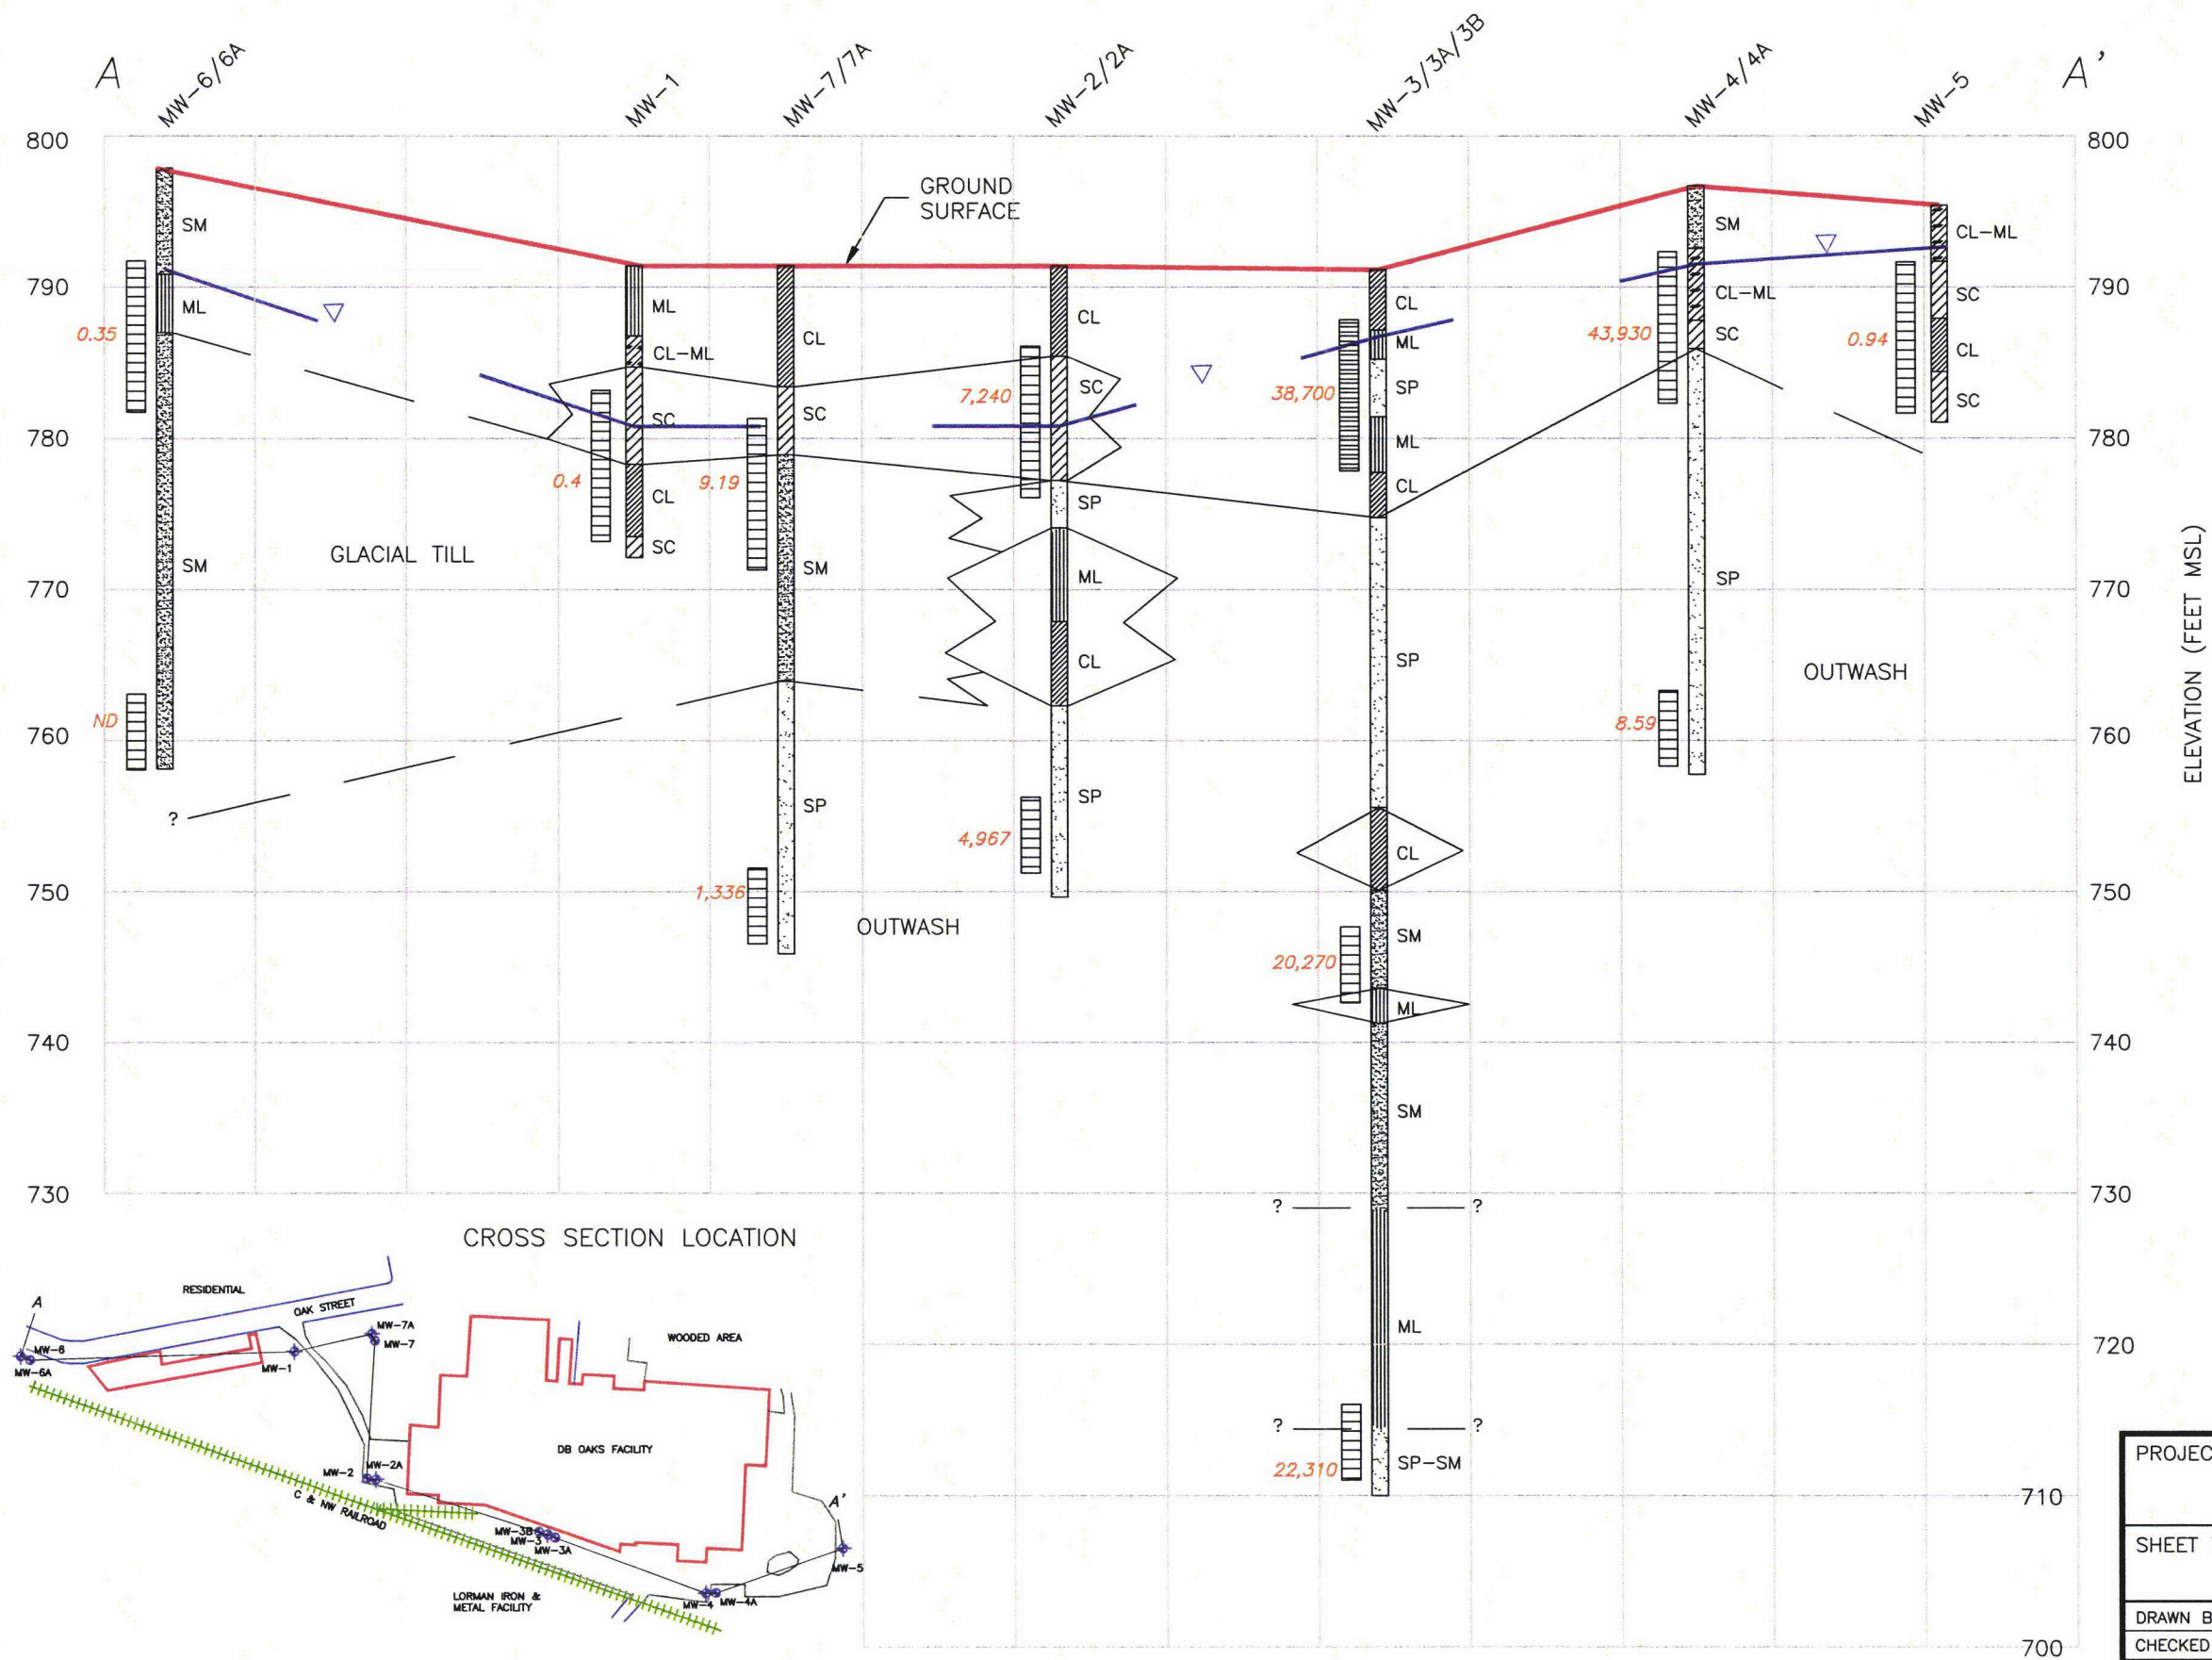 A
MW-6/6A
MW-1
MW-7/7A
MW-2/2A
MW-3/3A/3B
MW-4/4A
MW-5
A'
800
800
GROUND
SURFACE
SM
SM
CL-ML
790
ML
ML
CL
CL
CL
CL-ML
SC
790
0.35
CL-ML
CL
ML
43,930
SC
0.94
CL
SC
SC
7,240
SC
38,700
SP
SC
780
ML
780
0.4
CL
9.19
SP
CL
GLACIAL TILL
SC
SM
SM
ML
SP
770
770
CL
SP
OUTWASH
ELEVATION (FEET MSL)
ND
8.59
760
760
?
SP
SP
4,967
CL
750
1,336
750
OUTWASH
SM
20,270
ML
740
740
SM
730
730
? ?
ML
720
? ?
22,310
SP-SM
710
700
CROSS SECTION LOCATION
RESIDENTIAL
A
OAK STREET
MW-7A
MW-7
WOODED AREA
MW-6
MW-6A
MW-1
DB OAKS FACILITY
MW-2
MW-2A
C & NW RAILROAD
A'
MW-3B
MW-3
MW-3A
MW-5
LORMAN IRON &
METAL FACILITY
MW-4
MW-4A
PROJEC
SHEET
DRAWN B
CHECKED